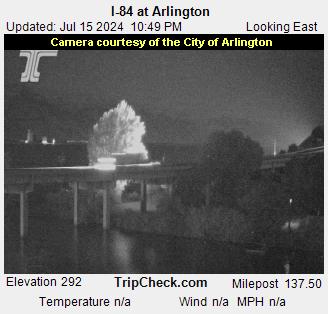 I-84 at Arlington
Updated: Jul 15 2024 10:49 PM Looking East
Camera courtesy of the City of Arlington
Elevation 292 TripCheck.com Milepost 137.50
Temperature n/a Wind n/a MPH n/a